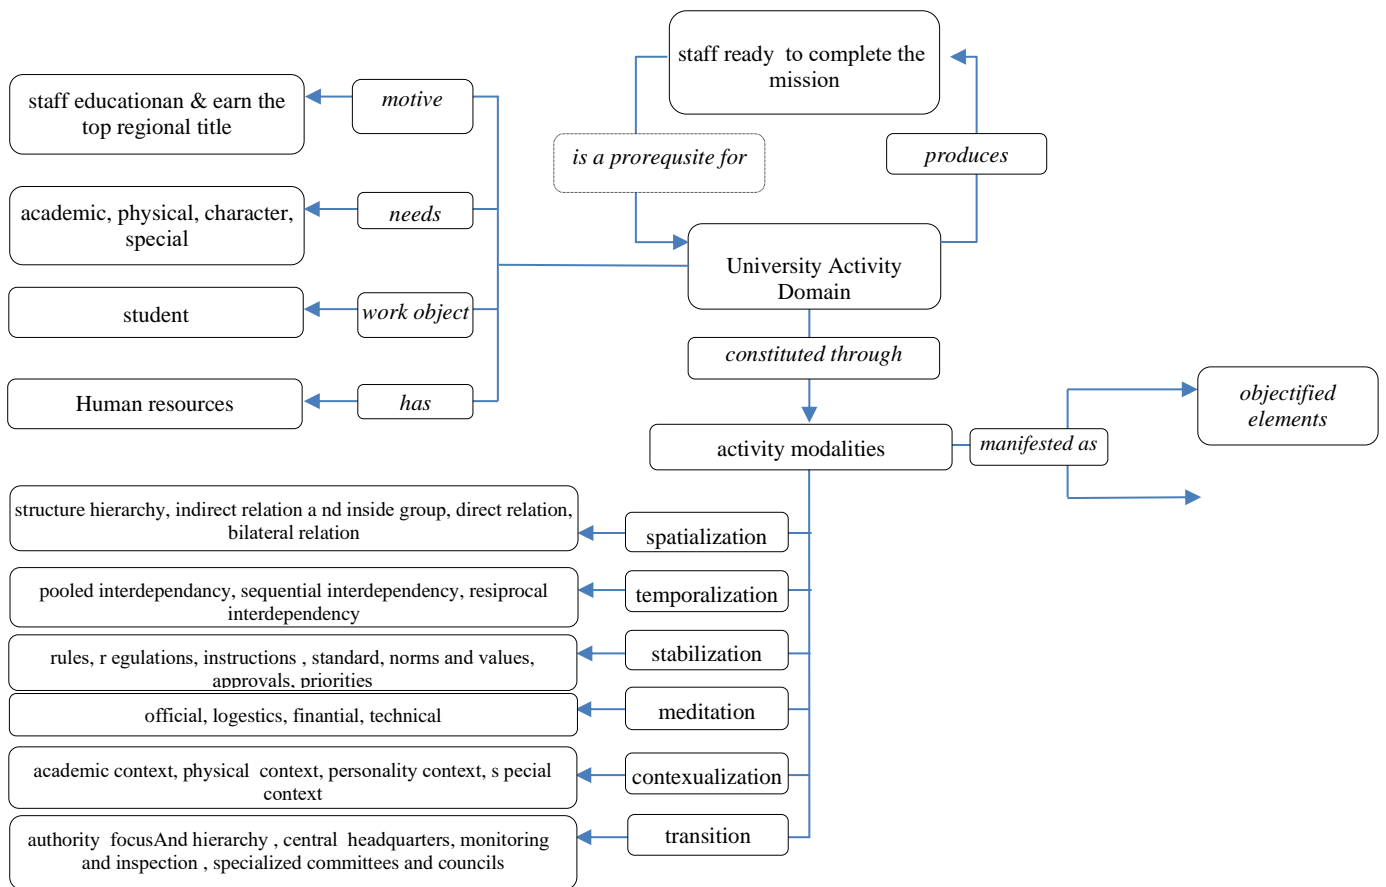 staff ready to complete the
mission
staff educationan & earn the
top regional title
motive
is a prorequsite for
produces
academic, physical, character,
special
needs
University Activity
Domain
student
work object
constituted through
Human resources
has
objectified
elements
activity modalities
manifested as
structure hierarchy, indirect relation a nd inside group, direct relation,
bilateral relation
spatialization
pooled interdependancy, sequential interdependency, resiprocal
interdependency
temporalization
rules, r egulations, instructions , standard, norms and values,
approvals, priorities
stabilization
official, logestics, finantial, technical
meditation
academic context, physical context, personality context, s pecial
context
contexualization
authority focusAnd hierarchy , central headquarters, monitoring
and inspection , specialized committees and councils
transition